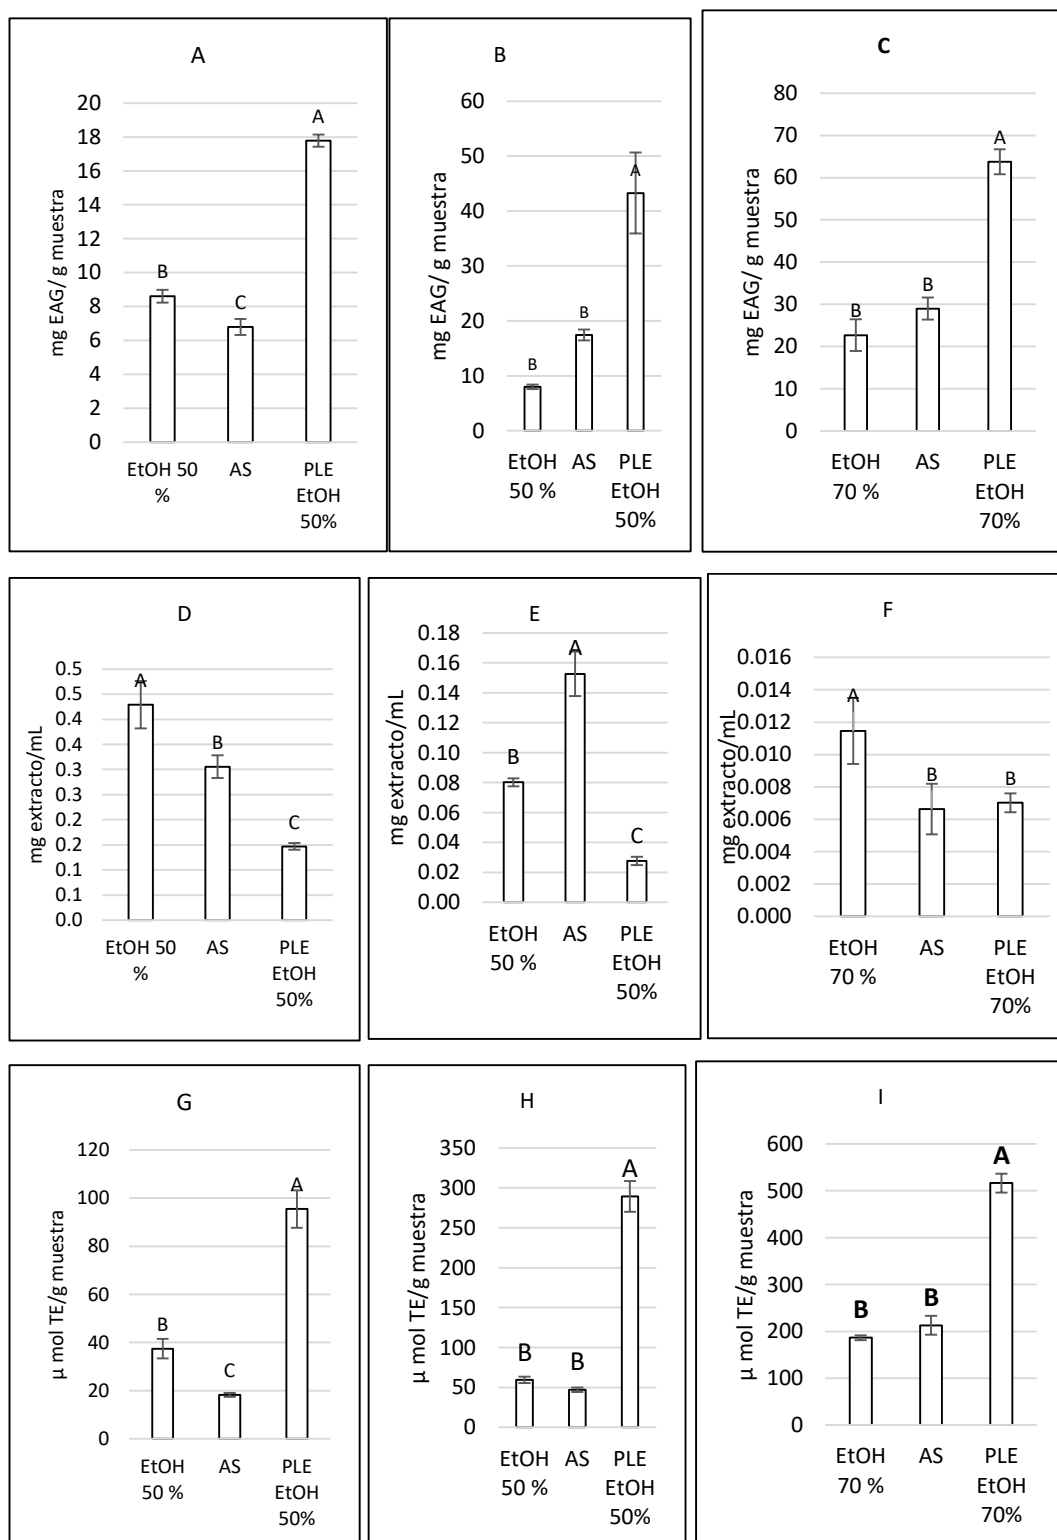 A
mg EAG/ g muestra
20
18
16
14
12
10
8
6
4
2
0
B
C
A
EtOH 50
%
AS
PLE
EtOH
50%
B
mg EAG/ g muestra
60
50
40
30
20
10
0
B
B
A
EtOH
50 %
AS
PLE
EtOH
50%
C
mg EAG/ g muestra
80
70
60
50
40
30
20
10
0
B
B
A
EtOH
70 %
AS
PLE
EtOH
70%
D
mg extracto/mL
0.5
0.5
0.4
0.4
0.3
0.3
0.2
0.2
0.1
0.1
0.0
A
B
C
EtOH 50
%
AS
PLE
EtOH
50%
E
mg extracto/mL
0.18
0.16
0.14
0.12
0.10
0.08
0.06
0.04
0.02
0.00
B
A
C
EtOH
50 %
AS
PLE
EtOH
50%
F
mg extracto/mL
0.016
0.014
0.012
0.010
0.008
0.006
0.004
0.002
0.000
A
B
B
EtOH
70 %
AS
PLE
EtOH
70%
G
µ mol TE/g muestra
120
100
80
60
40
20
0
B
C
A
EtOH
50 %
AS
PLE
EtOH
50%
H
µ mol TE/g muestra
350
300
250
200
150
100
50
0
B
B
A
EtOH
50 %
AS
PLE
EtOH
50%
I
µ mol TE/g muestra
600
500
400
300
200
100
0
B
B
A
EtOH
70 %
AS
PLE
EtOH
70%